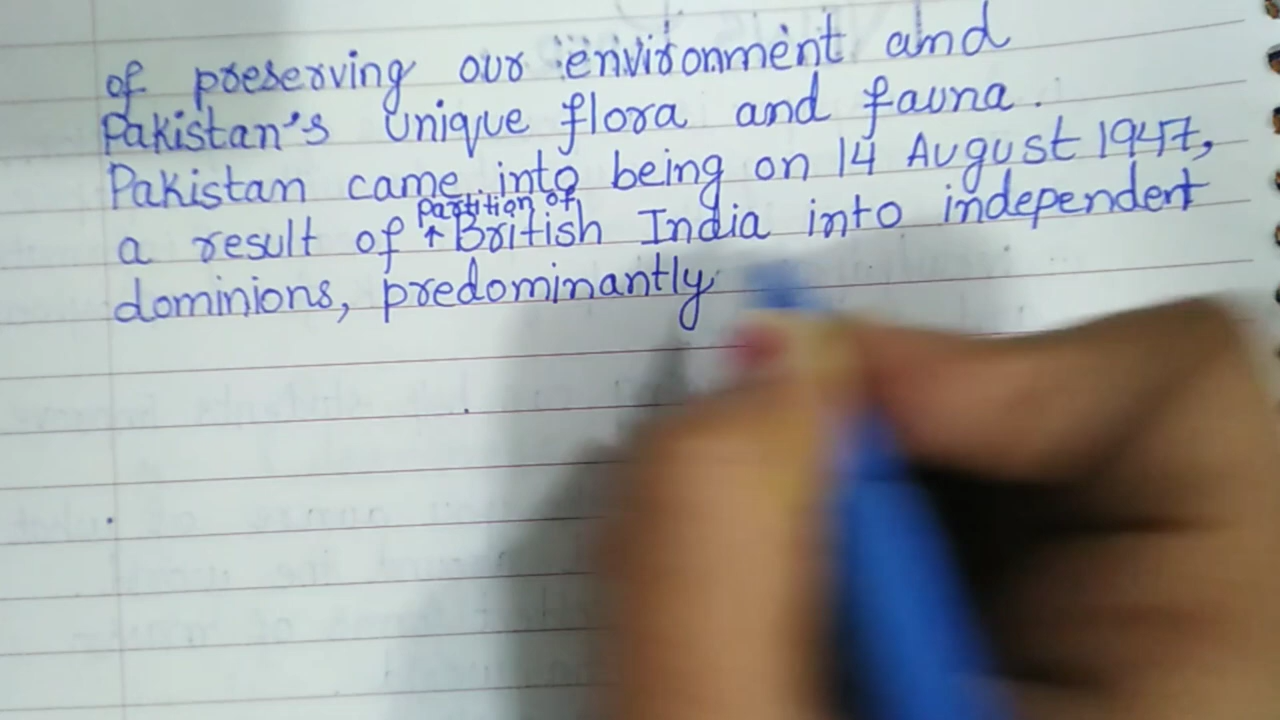 of preserving our environment and
Pakistan's unique flora and fauna.
Pakistan came into being on 14 August 1947,
partition of
a result of ↑ British India into independent
dominions, predominantly